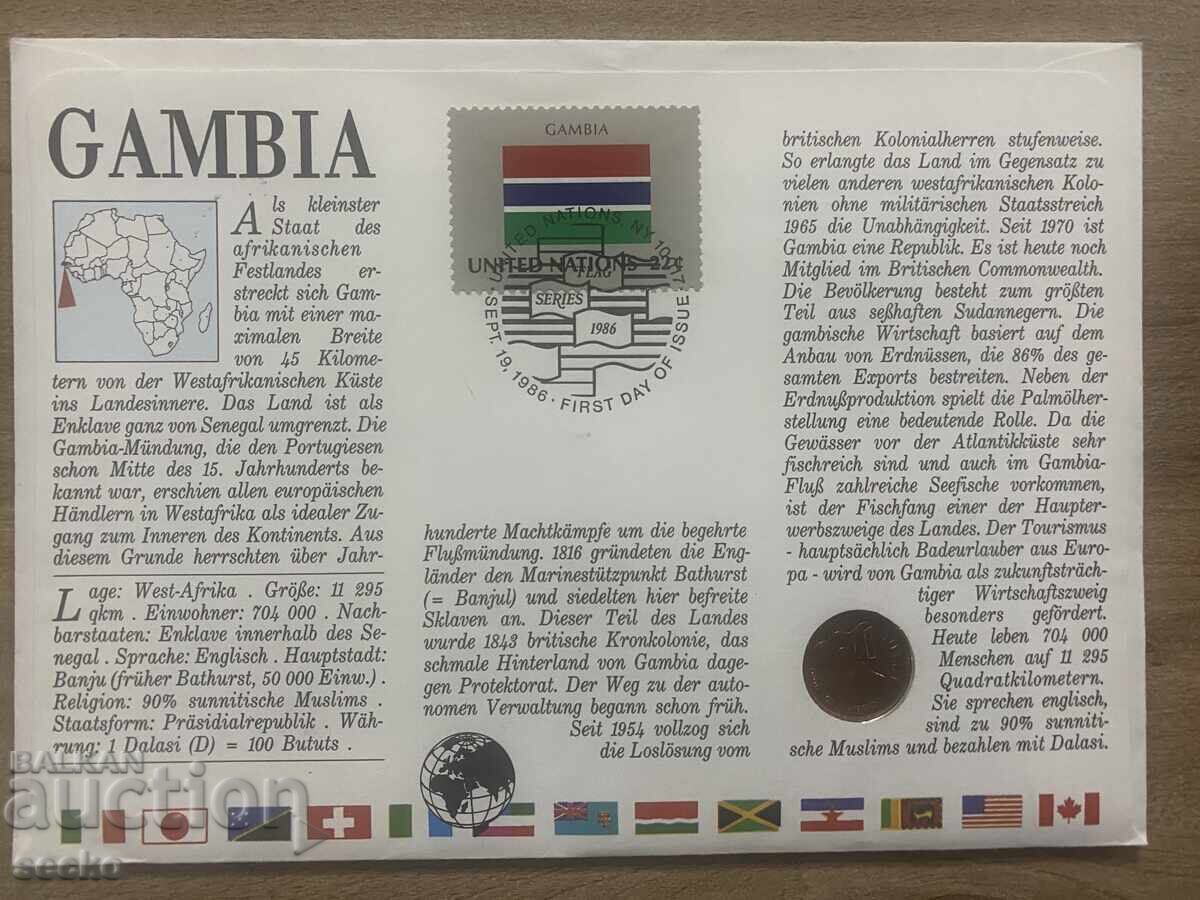 GAMBIA
Als kleinster
Staat des
afrikanischen
Festlandes er-
streckt sich Gam-
bia mit einer ma-
ximalen Breite
von 45 Kilome-
tern von der Westafrikanischen Küste
ins Landesinnere. Das Land ist als
Enklave ganz von Senegal umgrenzt. Die
Gambia-Mündung, die den Portugiesen
schon Mitte des 15. Jahrhunderts be-
kannt war, erschien allen europäischen
Händlern in Westafrika als idealer Zu-
gang zum Inneren des Kontinents. Aus
diesem Grunde herrschten über Jahr-
Lage: West-Afrika . Größe: 11 295
qkm . Einwohner: 704 000 . Nach-
barstaaten: Enklave innerhalb des Se-
negal . Sprache: Englisch . Hauptstadt:
Banju (früher Bathurst, 50 000 Einw.) .
Religion: 90% sunnitische Muslims .
Staatsform: Präsidialrepublik . Wäh-
rung: 1 Dalasi (D) = 100 Bututs .
GAMBIA
UNITED NATIONS 22¢
UNITED NATIONS, NY 10017
FLAG
SERIES
1986
SEPT. 19, 1986 · FIRST DAY OF ISSUE
hunderte Machtkämpfe um die begehrte
Flußmündung. 1816 gründeten die Eng-
länder den Marinestützpunkt Bathurst
(= Banjul) und siedelten hier befreite
Sklaven an. Dieser Teil des Landes
wurde 1843 britische Kronkolonie, das
schmale Hinterland von Gambia dage-
gen Protektorat. Der Weg zu der auto-
nomen Verwaltung begann schon früh.
Seit 1954 vollzog sich
die Loslösung vom
britischen Kolonialherren stufenweise.
So erlangte das Land im Gegensatz zu
vielen anderen westafrikanischen Kolo-
nien ohne militärischen Staatsstreich
1965 die Unabhängigkeit. Seit 1970 ist
Gambia eine Republik. Es ist heute noch
Mitglied im Britischen Commonwealth.
Die Bevölkerung besteht zum größten
Teil aus seßhaften Sudannegern. Die
gambische Wirtschaft basiert auf dem
Anbau von Erdnüssen, die 86% des ge-
samten Exports bestreiten. Neben der
Erdnußproduktion spielt die Palmölher-
stellung eine bedeutende Rolle. Da die
Gewässer vor der Atlantikküste sehr
fischreich sind und auch im Gambia-
Fluß zahlreiche Seefische vorkommen,
ist der Fischfang einer der Haupter-
werbszweige des Landes. Der Tourismus
- hauptsächlich Badeurlauber aus Euro-
pa - wird von Gambia als zukunftsträch-
tiger Wirtschaftszweig
besonders gefördert.
Heute leben 704 000
Menschen auf 11 295
Quadratkilometern.
Sie sprechen englisch,
sind zu 90% sunniti-
sche Muslims und bezahlen mit Dalasi.
BALKAN
auction
secko